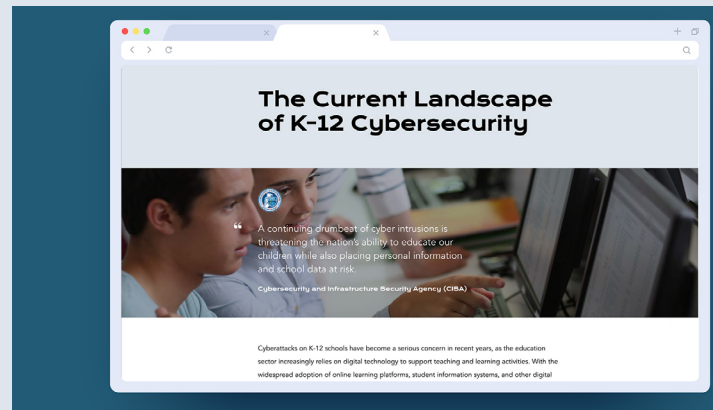 The Current Landscape
of K-12 Cybersecurity
“
A continuing drumbeat of cyber intrusions is
threatening the nation's ability to educate our
children while also placing personal information
and school data at risk.
Cybersecurity and Infrastructure Security Agency (CISA)
Cyberattacks on K-12 schools have become a serious concern in recent years, as the education
sector increasingly relies on digital technology to support teaching and learning activities. With the
widespread adoption of online learning platforms, student information systems, and other digital